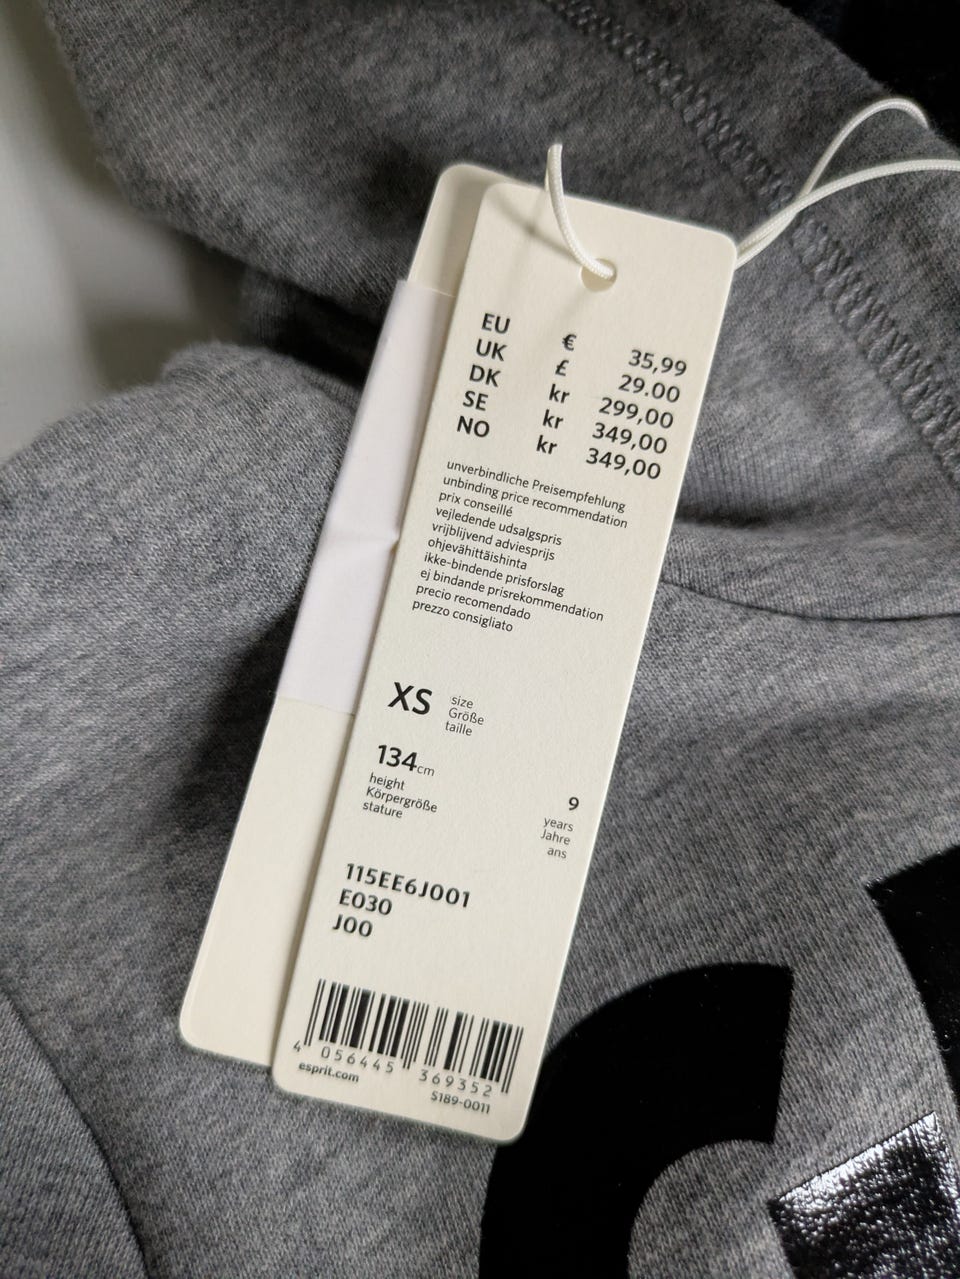 EU € 35,99
UK £ 29.00
DK kr 299,00
SE kr 349,00
NO kr 349,00
unverbindliche Preisempfehlung
unbinding price recommendation
prix conseillé
vejledende udsalgspris
vrijblijvend adviesprijs
ohjevähittäishinta
ikke-bindende prisforslag
ej bindande prisrekommendation
precio recomendado
prezzo consigliato
XS size
Größe
taille
134cm
height
Körpergröße
stature
9
years
Jahre
ans
115EE6J001
E030
J00
4 056445 369352
esprit.com
S189-0011